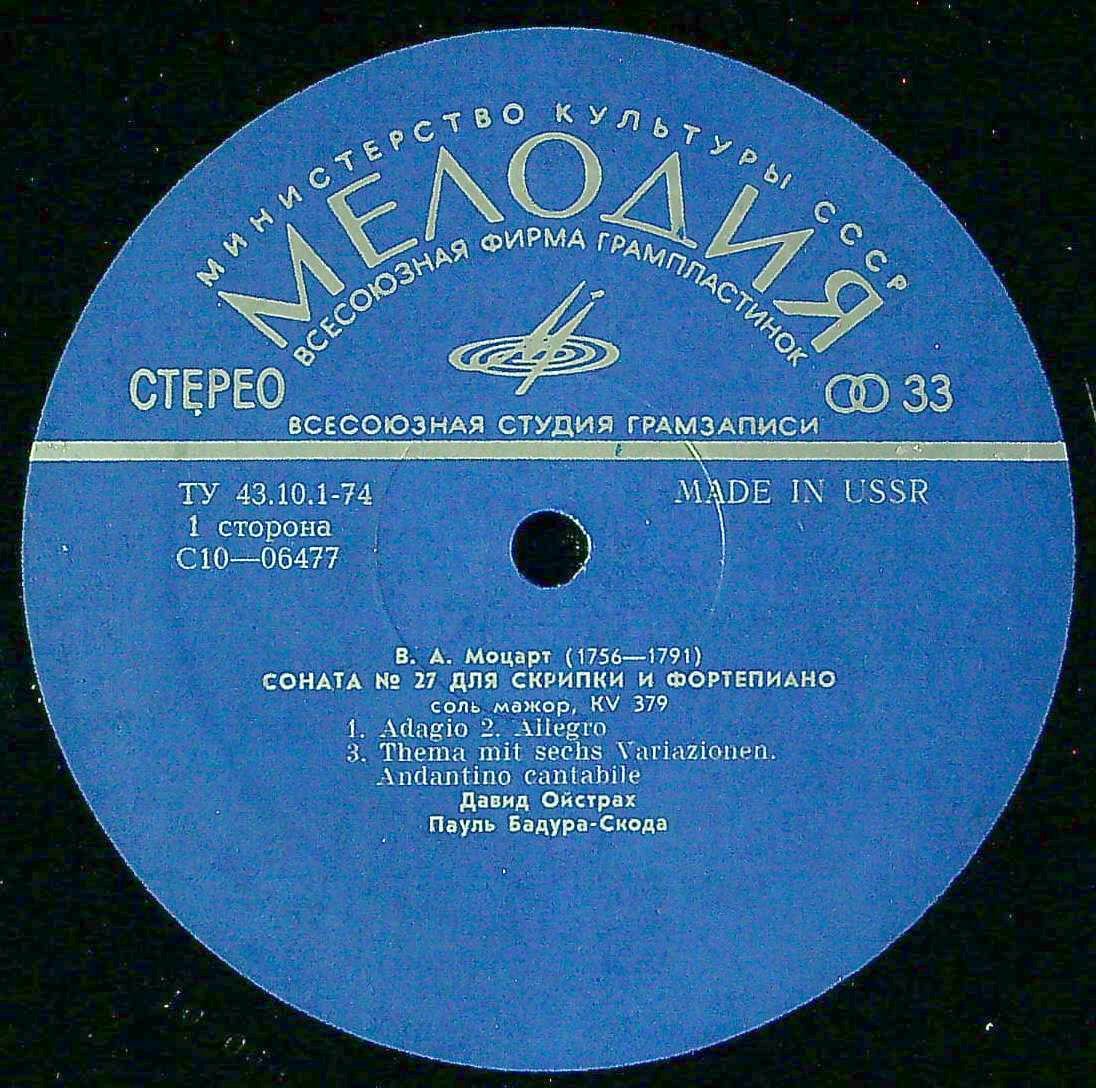 МИНИСТЕРСТВО КУЛЬТУРЫ СССР
МЕЛОДИЯ
ВСЕСОЮЗНАЯ ФИРМА ГРАМПЛАСТИНОК
СТЕРЕО
33
ВСЕСОЮЗНАЯ СТУДИЯ ГРАМЗАПИСИ
ТУ 43.10.1-74
MADE IN USSR
1 сторона
С10—06477
В. А. Моцарт (1756—1791)
СОНАТА № 27 ДЛЯ СКРИПКИ И ФОРТЕПИАНО
соль мажор, KV 379
1. Adagio 2. Allegro
3. Thema mit sechs Variazionen.
Andantino cantabile
Давид Ойстрах
Пауль Бадура-Скода